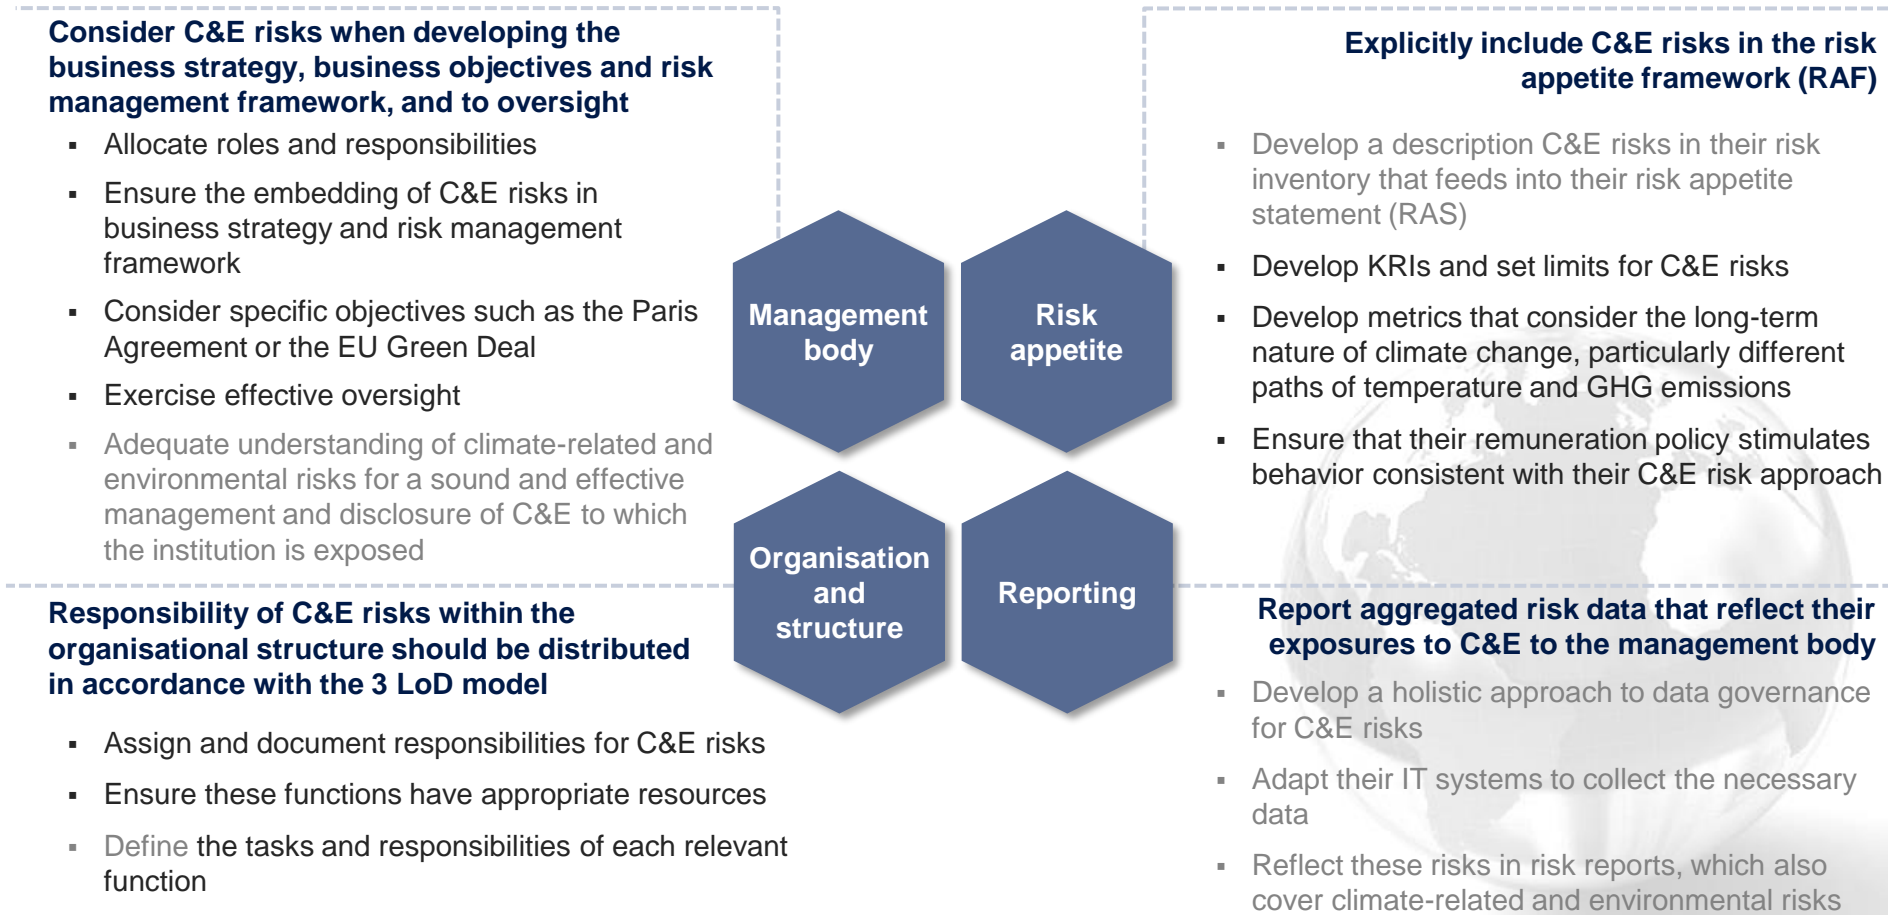 Consider C&E risks when developing the
business strategy, business objectives and risk
management framework, and to oversight
▪ Allocate roles and responsibilities
▪ Ensure the embedding of C&E risks in
business strategy and risk management
framework
▪ Consider specific objectives such as the Paris
Agreement or the EU Green Deal
▪ Exercise effective oversight
▪ Adequate understanding of climate-related and
environmental risks for a sound and effective
management and disclosure of C&E to which
the institution is exposed
Explicitly include C&E risks in the risk
appetite framework (RAF)
▪ Develop a description C&E risks in their risk
inventory that feeds into their risk appetite
statement (RAS)
▪ Develop KRIs and set limits for C&E risks
▪ Develop metrics that consider the long-term
nature of climate change, particularly different
paths of temperature and GHG emissions
▪ Ensure that their remuneration policy stimulates
behavior consistent with their C&E risk approach
Management
body
Risk
appetite
Organisation
and
structure
Reporting
Responsibility of C&E risks within the
organisational structure should be distributed
in accordance with the 3 LoD model
▪ Assign and document responsibilities for C&E risks
▪ Ensure these functions have appropriate resources
▪ Define the tasks and responsibilities of each relevant
function
Report aggregated risk data that reflect their
exposures to C&E to the management body
▪ Develop a holistic approach to data governance
for C&E risks
▪ Adapt their IT systems to collect the necessary
data
▪ Reflect these risks in risk reports, which also
cover climate-related and environmental risks